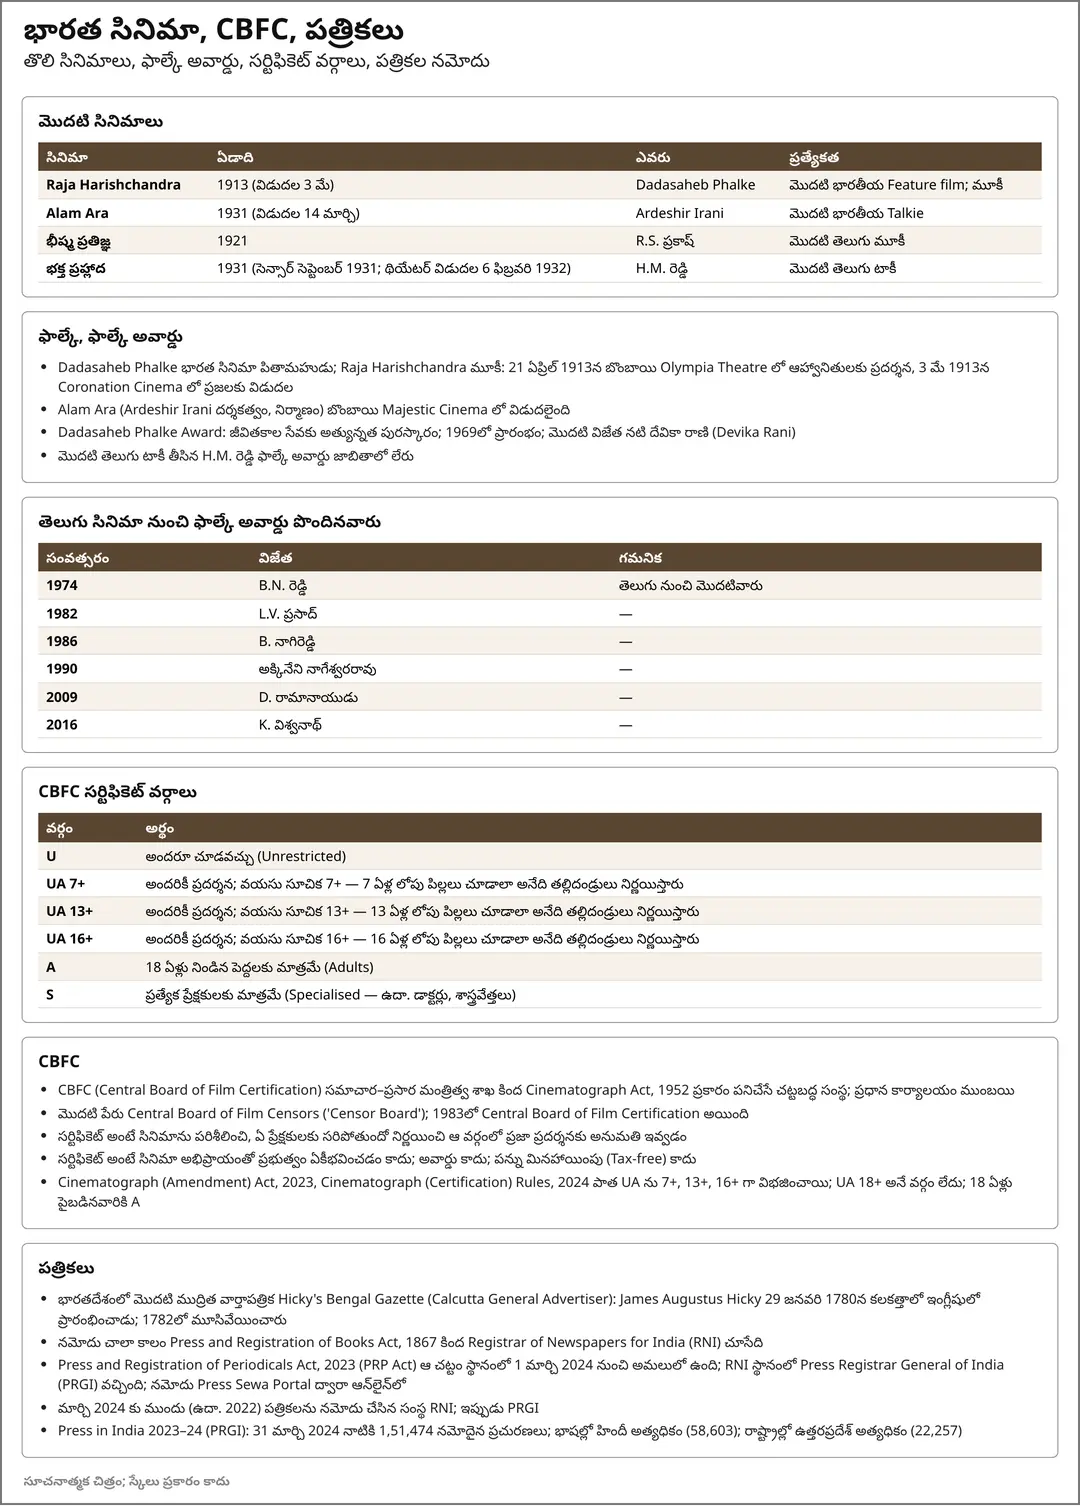 భారత సినిమా, CBFC, పత్రికలు
తొలి సినిమాలు, ఫాల్కే అవార్డు, సర్టిఫికెట్ వర్గాలు, పత్రికల నమోదు
మొదటి సినిమాలు
సినిమా ఏడాది ఎవరు ప్రత్యేకత
Raja Harishchandra 1913 (విడుదల 3 మే) Dadasaheb Phalke మొదటి భారతీయ Feature film; మూకీ
Alam Ara 1931 (విడుదల 14 మార్చి) Ardeshir Irani మొదటి భారతీయ Talkie
భీష్మ ప్రతిజ్ఞ 1921 R.S. ప్రకాష్ మొదటి తెలుగు మూకీ
భక్త ప్రహ్లాద 1931 (సెన్సార్ సెప్టెంబర్ 1931; థియేటర్ విడుదల 6 ఫిబ్రవరి 1932) H.M. రెడ్డి మొదటి తెలుగు టాకీ
ఫాల్కే, ఫాల్కే అవార్డు
• Dadasaheb Phalke భారత సినిమా పితామహుడు; Raja Harishchandra మూకీ: 21 ఏప్రిల్ 1913న బొంబాయి Olympia Theatre లో ఆహ్వానితులకు ప్రదర్శన, 3 మే 1913న
Coronation Cinema లో ప్రజలకు విడుదల
• Alam Ara (Ardeshir Irani దర్శకత్వం, నిర్మాణం) బొంబాయి Majestic Cinema లో విడుదలైంది
• Dadasaheb Phalke Award: జీవితకాల సేవకు అత్యున్నత పురస్కారం; 1969లో ప్రారంభం; మొదటి విజేత నటి దేవికా రాణి (Devika Rani)
• మొదటి తెలుగు టాకీ తీసిన H.M. రెడ్డి ఫాల్కే అవార్డు జాబితాలో లేరు
తెలుగు సినిమా నుంచి ఫాల్కే అవార్డు పొందినవారు
సంవత్సరం విజేత గమనిక
1974 B.N. రెడ్డి తెలుగు నుంచి మొదటివారు
1982 L.V. ప్రసాద్ —
1986 B. నాగిరెడ్డి —
1990 అక్కినేని నాగేశ్వరరావు —
2009 D. రామానాయుడు —
2016 K. విశ్వనాథ్ —
CBFC సర్టిఫికెట్ వర్గాలు
వర్గం అర్థం
U అందరూ చూడవచ్చు (Unrestricted)
UA 7+ అందరికీ ప్రదర్శన; వయసు సూచిక 7+ — 7 ఏళ్ల లోపు పిల్లలు చూడాలా అనేది తల్లిదండ్రులు నిర్ణయిస్తారు
UA 13+ అందరికీ ప్రదర్శన; వయసు సూచిక 13+ — 13 ఏళ్ల లోపు పిల్లలు చూడాలా అనేది తల్లిదండ్రులు నిర్ణయిస్తారు
UA 16+ అందరికీ ప్రదర్శన; వయసు సూచిక 16+ — 16 ఏళ్ల లోపు పిల్లలు చూడాలా అనేది తల్లిదండ్రులు నిర్ణయిస్తారు
A 18 ఏళ్లు నిండిన పెద్దలకు మాత్రమే (Adults)
S ప్రత్యేక ప్రేక్షకులకు మాత్రమే (Specialised — ఉదా. డాక్టర్లు, శాస్త్రవేత్తలు)
CBFC
• CBFC (Central Board of Film Certification) సమాచార–ప్రసార మంత్రిత్వ శాఖ కింద Cinematograph Act, 1952 ప్రకారం పనిచేసే చట్టబద్ధ సంస్థ; ప్రధాన కార్యాలయం ముంబయి
• మొదటి పేరు Central Board of Film Censors ('Censor Board'); 1983లో Central Board of Film Certification అయింది
• సర్టిఫికెట్ అంటే సినిమాను పరిశీలించి, ఏ ప్రేక్షకులకు సరిపోతుందో నిర్ణయించి ఆ వర్గంలో ప్రజా ప్రదర్శనకు అనుమతి ఇవ్వడం
• సర్టిఫికెట్ అంటే సినిమా అభిప్రాయంతో ప్రభుత్వం ఏకీభవించడం కాదు; అవార్డు కాదు; పన్ను మినహాయింపు (Tax-free) కాదు
• Cinematograph (Amendment) Act, 2023, Cinematograph (Certification) Rules, 2024 పాత UA ను 7+, 13+, 16+ గా విభజించాయి; UA 18+ అనే వర్గం లేదు; 18 ఏళ్లు
పైబడినవారికి A
పత్రికలు
• భారతదేశంలో మొదటి ముద్రిత వార్తాపత్రిక Hicky's Bengal Gazette (Calcutta General Advertiser): James Augustus Hicky 29 జనవరి 1780న కలకత్తాలో ఇంగ్లీషులో
ప్రారంభించాడు; 1782లో మూసివేయించారు
• నమోదు చాలా కాలం Press and Registration of Books Act, 1867 కింద Registrar of Newspapers for India (RNI) చూసేది
• Press and Registration of Periodicals Act, 2023 (PRP Act) ఆ చట్టం స్థానంలో 1 మార్చి 2024 నుంచి అమలులో ఉంది; RNI స్థానంలో Press Registrar General of India
(PRGI) వచ్చింది; నమోదు Press Sewa Portal ద్వారా ఆన్‌లైన్‌లో
• మార్చి 2024 కు ముందు (ఉదా. 2022) పత్రికలను నమోదు చేసిన సంస్థ RNI; ఇప్పుడు PRGI
• Press in India 2023–24 (PRGI): 31 మార్చి 2024 నాటికి 1,51,474 నమోదైన ప్రచురణలు; భాషల్లో హిందీ అత్యధికం (58,603); రాష్ట్రాల్లో ఉత్తరప్రదేశ్ అత్యధికం (22,257)
సూచనాత్మక చిత్రం; స్కేలు ప్రకారం కాదు